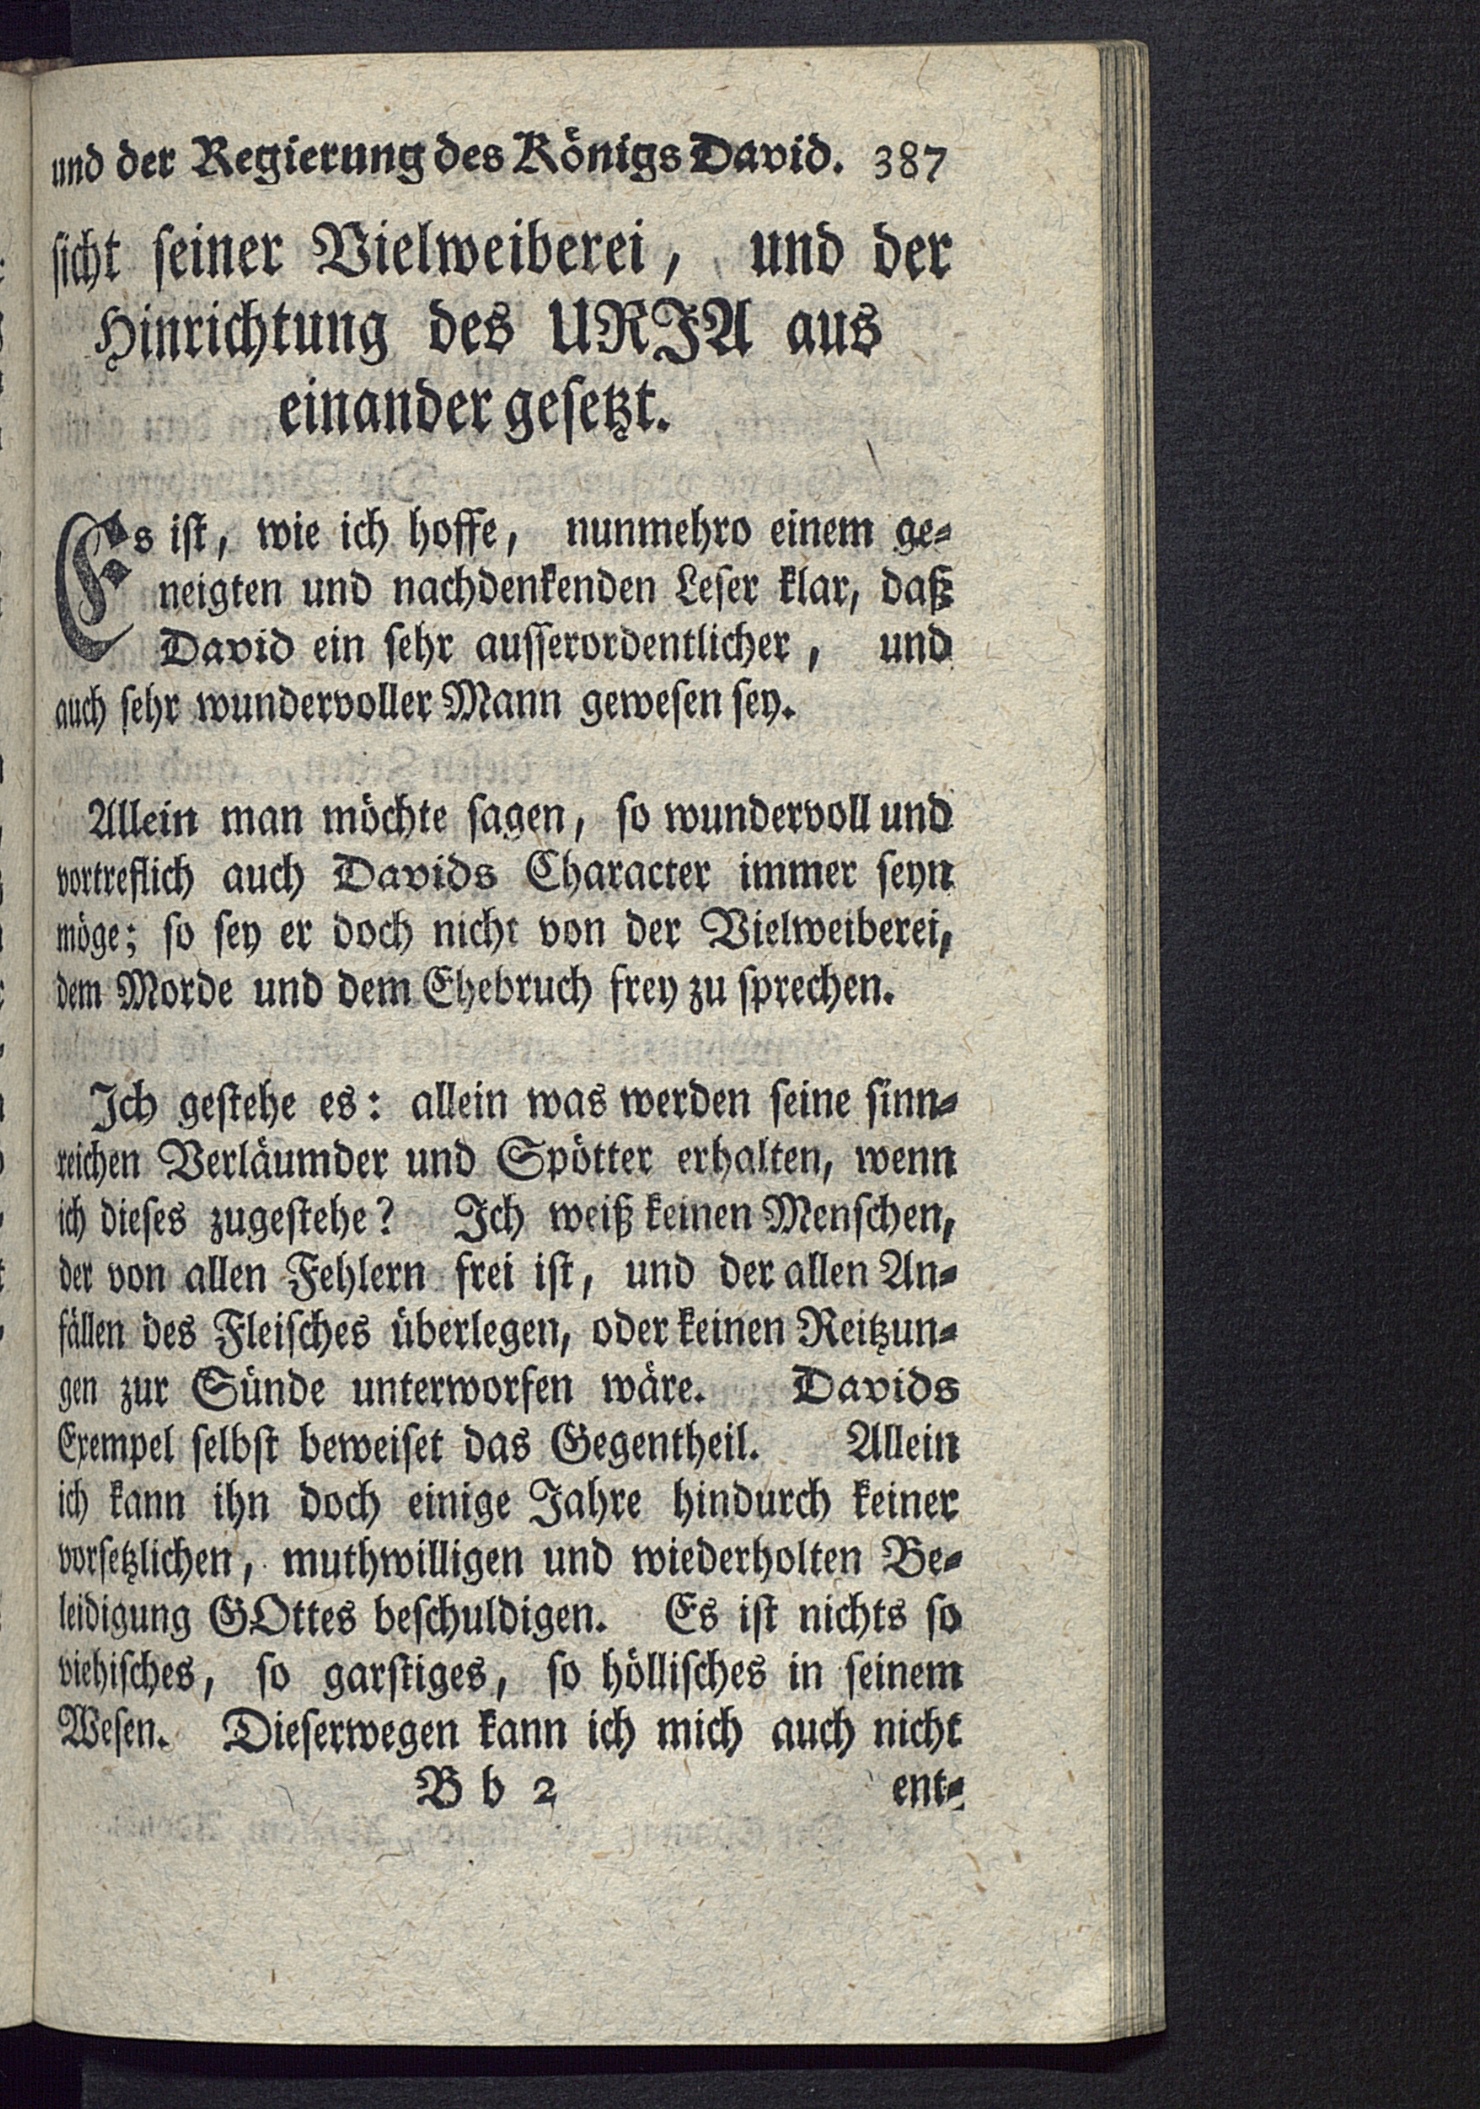 und der Regierung des Königs David. 387
sicht seiner Vielweiberei, und der
Hinrichtung des URJA aus
einander gesetzt.
Es ist, wie ich hoffe, nunmehro einem ge-
neigten und nachdenkenden Leser klar, daß
David ein sehr ausserordentlicher, und
auch sehr wundervoller Mann gewesen sey.
Allein man möchte sagen, so wundervoll und
vortreflich auch Davids Character immer seyn
möge; so sey er doch nicht von der Vielweiberei,
dem Morde und dem Ehebruch frey zu sprechen.
Ich gestehe es: allein was werden seine sinn-
reichen Verläumder und Spötter erhalten, wenn
ich dieses zugestehe? Ich weiß keinen Menschen,
der von allen Fehlern frei ist, und der allen An-
fällen des Fleisches überlegen, oder keinen Reitzun-
gen zur Sünde unterworfen wäre. Davids
Exempel selbst beweiset das Gegentheil. Allein
ich kann ihn doch einige Jahre hindurch keiner
vorsetzlichen, muthwilligen und wiederholten Be-
leidigung GOttes beschuldigen. Es ist nichts so
viehisches, so garstiges, so höllisches in seinem
Wesen. Dieserwegen kann ich mich auch nicht
B b 2 ent-